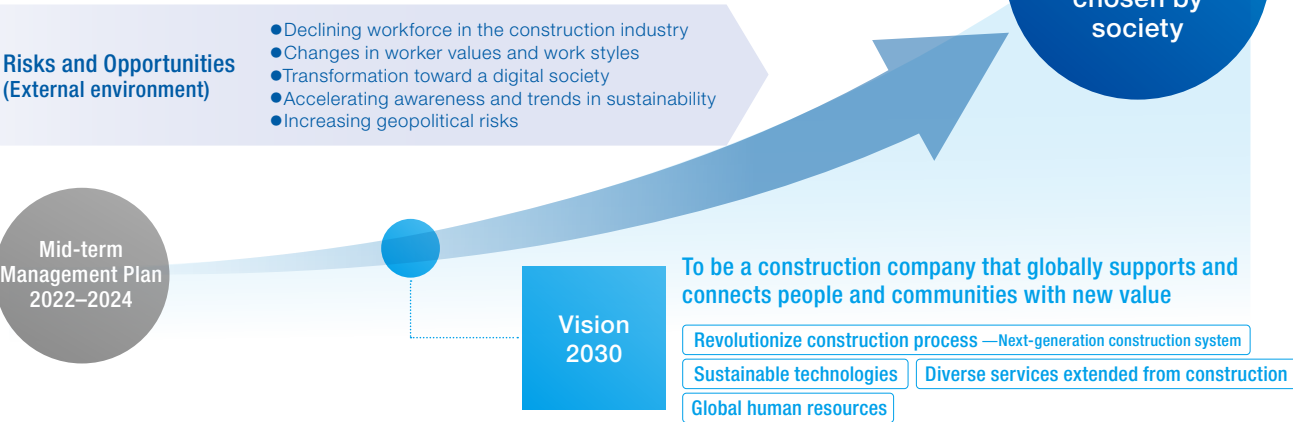 chosen by
society
Risks and Opportunities
(External environment)
●Declining workforce in the construction industry
●Changes in worker values and work styles
●Transformation toward a digital society
●Accelerating awareness and trends in sustainability
●Increasing geopolitical risks
Mid-term
Management Plan
2022–2024
Vision
2030
To be a construction company that globally supports and
connects people and communities with new value
Revolutionize construction process —Next-generation construction system
Sustainable technologies
Diverse services extended from construction
Global human resources